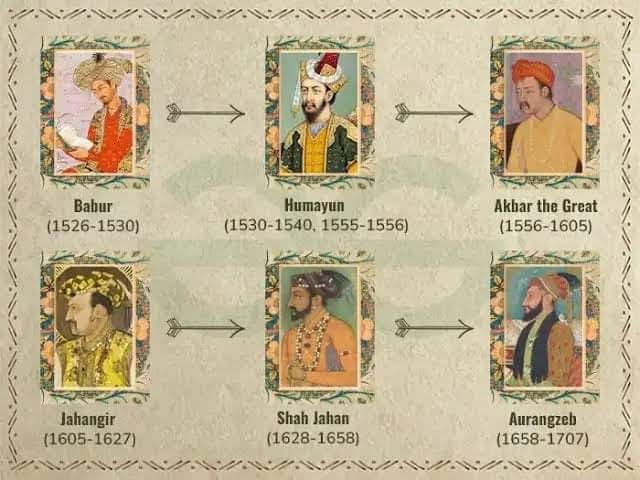 Babur
(1526-1530)
Humayun
(1530-1540, 1555-1556)
Akbar the Great
(1556-1605)
Jahangir
(1605-1627)
Shah Jahan
(1628-1658)
Aurangzeb
(1658-1707)